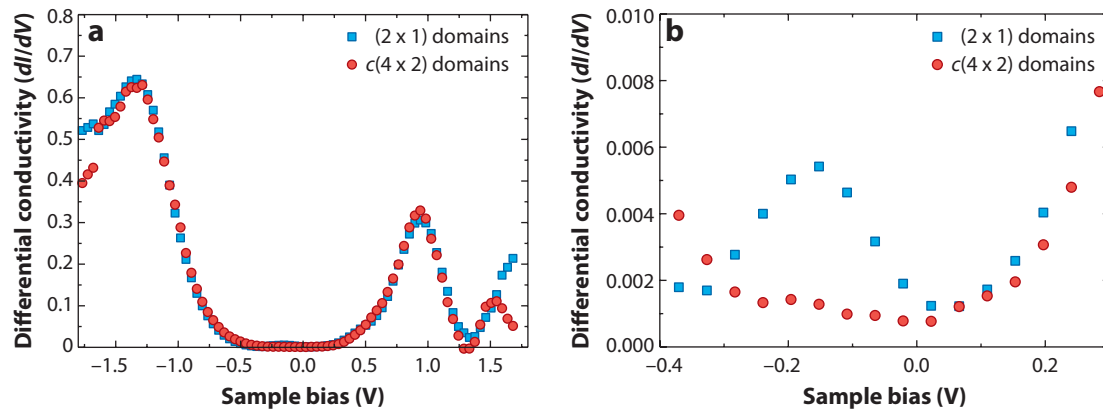 a
(2 x 1) domains
c(4 x 2) domains
Differential conductivity (dI/dV)
0.8
0.7
0.6
0.5
0.4
0.3
0.2
0.1
0
−1.5
−1.0
−0.5
0.0
0.5
1.0
1.5
Sample bias (V)
b
(2 x 1) domains
c(4 x 2) domains
Differential conductivity (dI/dV)
0.010
0.008
0.006
0.004
0.002
0.000
−0.4
−0.2
0.0
0.2
Sample bias (V)